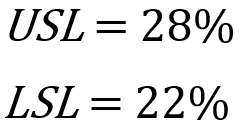 USL = 28%
LSL = 22%